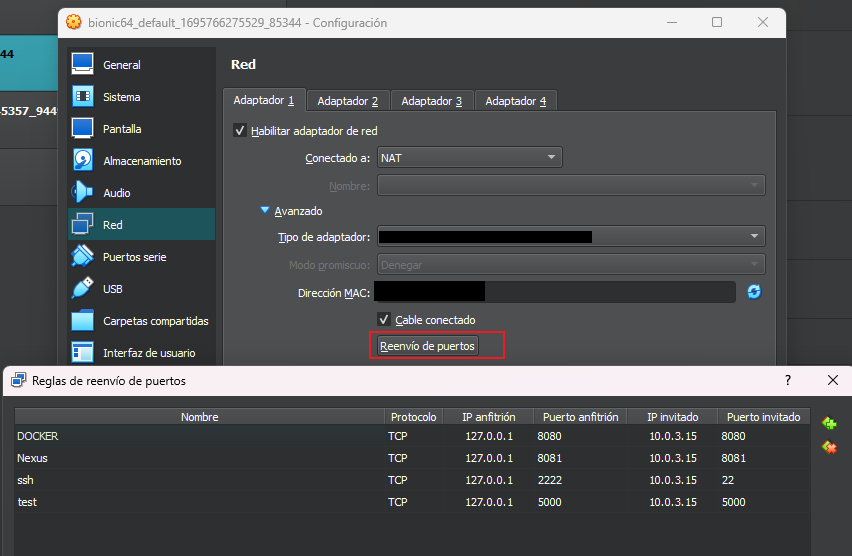 bionic64_default_1695766275529_85344 - Configuración
44
45357_944
General
Sistema
Pantalla
Almacenamiento
Audio
Red
Puertos serie
USB
Carpetas compartidas
Interfaz de usuario
Red
Adaptador 1 Adaptador 2 Adaptador 3 Adaptador 4
Habilitar adaptador de red
Conectado a: NAT
Nombre:
Avanzado
Tipo de adaptador:
Modo promiscuo: Denegar
Dirección MAC:
Cable conectado
Reenvío de puertos
Reglas de reenvío de puertos ?
Nombre Protocolo IP anfitrión Puerto anfitrión IP invitado Puerto invitado
DOCKER TCP 127.0.0.1 8080 10.0.3.15 8080
Nexus TCP 127.0.0.1 8081 10.0.3.15 8081
ssh TCP 127.0.0.1 2222 10.0.3.15 22
test TCP 127.0.0.1 5000 10.0.3.15 5000